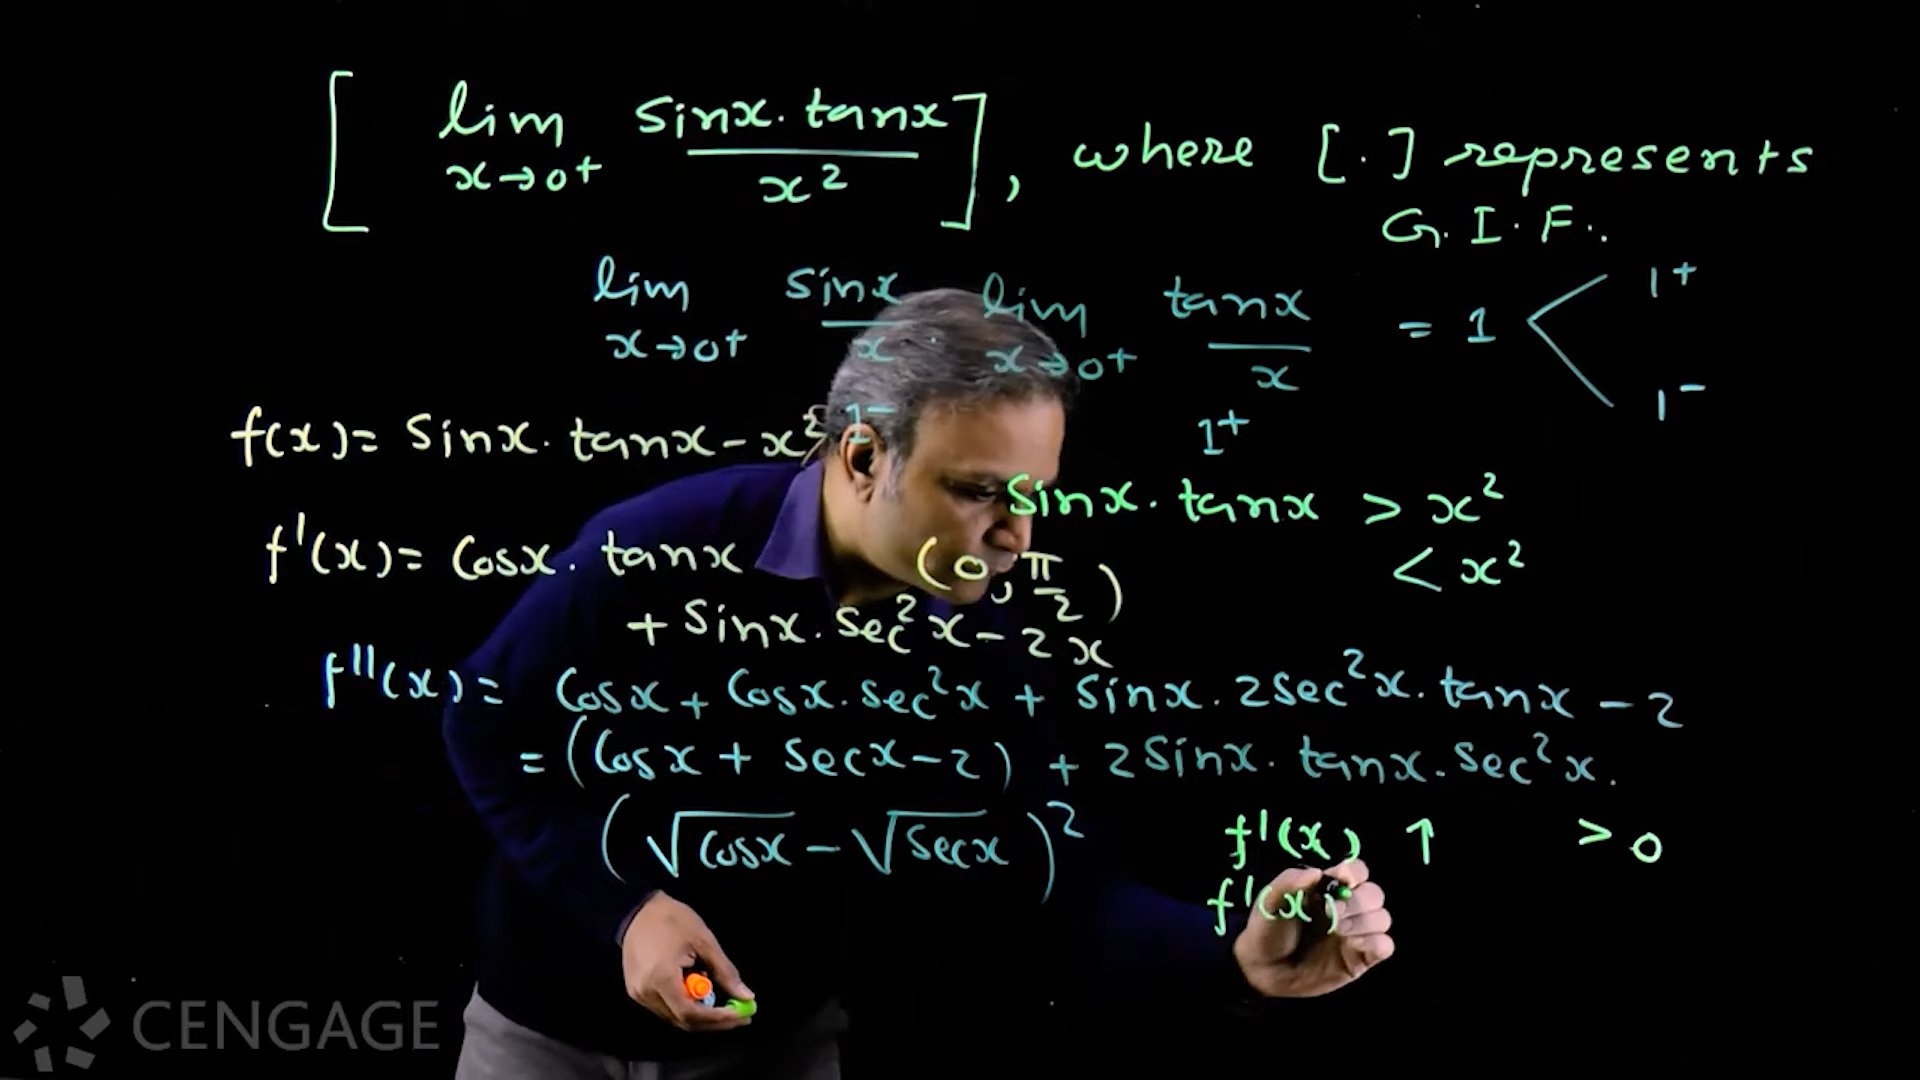 [ lim x→0+ sinx.tanx / x² ], where [.] represents
G.I.F..
lim x→0+ sinx / x lim x→0+ tanx / x = 1 < 1+
1-
1- 1+
f(x)= sinx.tanx-x²
sinx.tanx > x²
< x²
f'(x)= cosx.tanx (0, π/2)
+ sinx.sec²x-2x
f''(x)= cosx+cosx.sec²x + sinx.2sec²x.tanx-2
= (cosx + secx-2) + 2sinx.tanx.sec²x.
(√cosx - √secx)² f'(x) ↑ > 0
f'(x)
CENGAGE